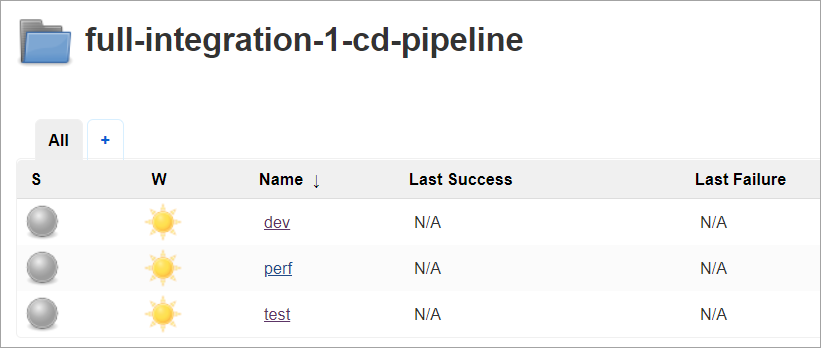 full-integration-1-cd-pipeline
All +
S W Name ↓ Last Success Last Failure
dev N/A N/A
perf N/A N/A
test N/A N/A